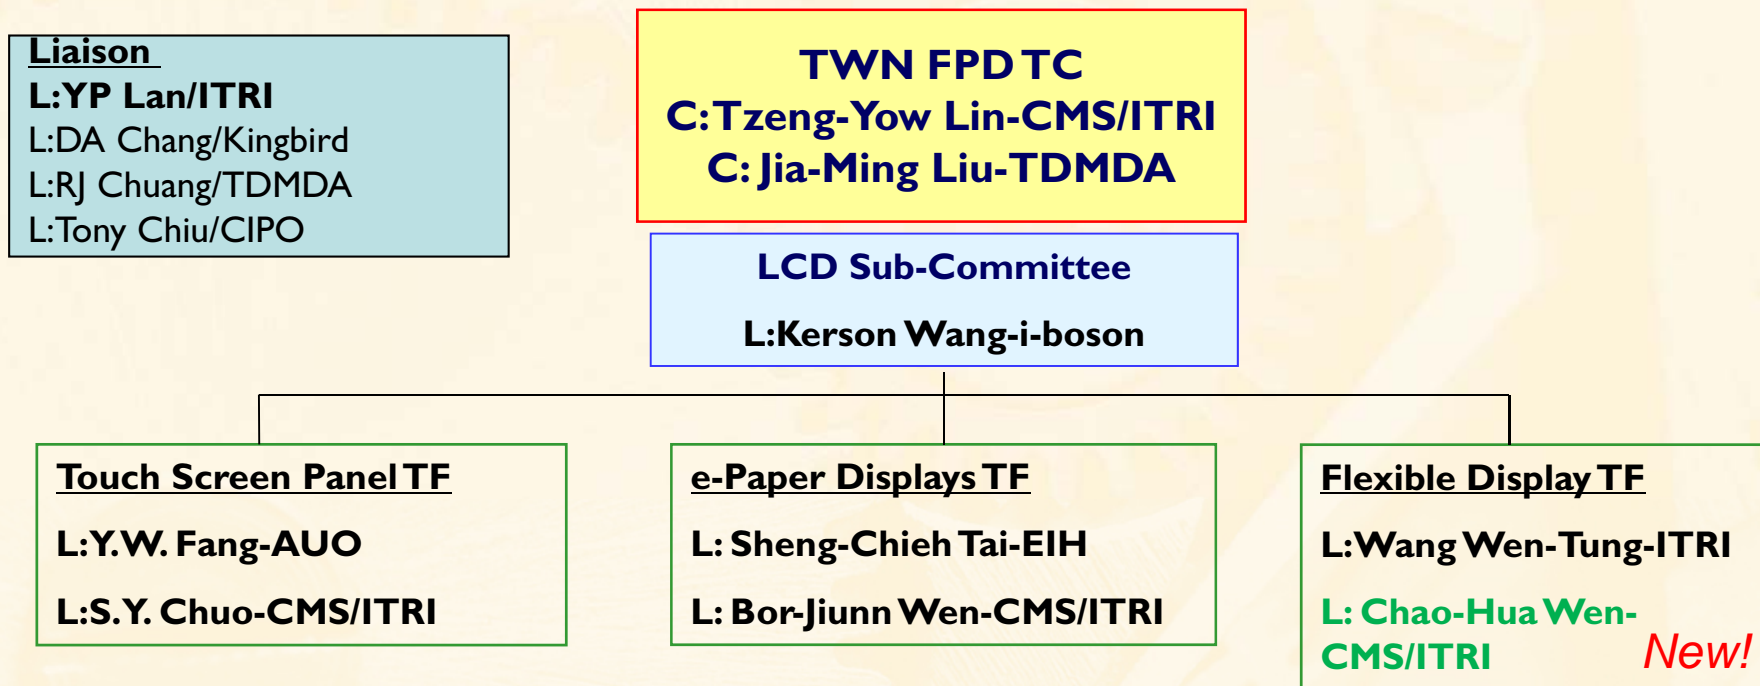 Liaison
L:YP Lan/ITRI
L:DA Chang/Kingbird
L:RJ Chuang/TDMDA
L:Tony Chiu/CIPO
TWN FPD TC
C:Tzeng-Yow Lin-CMS/ITRI
C: Jia-Ming Liu-TDMDA
LCD Sub-Committee
L:Kerson Wang-i-boson
Touch Screen Panel TF
L:Y.W. Fang-AUO
L:S.Y. Chuo-CMS/ITRI
e-Paper Displays TF
L: Sheng-Chieh Tai-EIH
L: Bor-Jiunn Wen-CMS/ITRI
Flexible Display TF
L:Wang Wen-Tung-ITRI
L: Chao-Hua Wen-
CMS/ITRI
New!